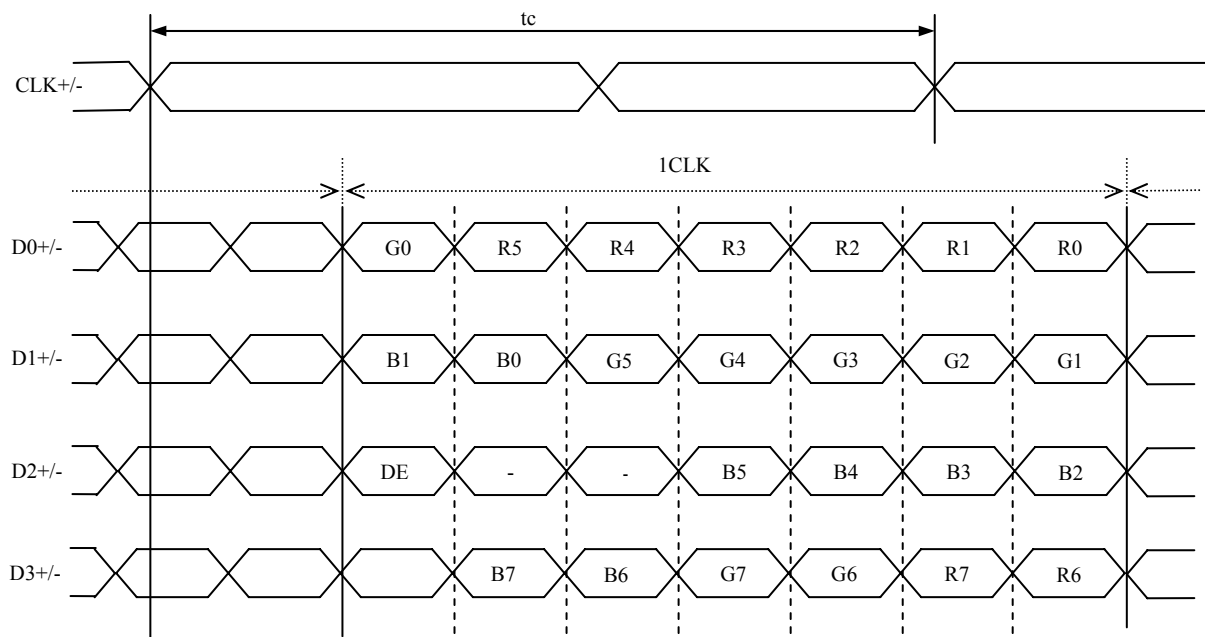 tc
CLK+/-
1CLK
D0+/- G0 R5 R4 R3 R2 R1 R0
D1+/- B1 B0 G5 G4 G3 G2 G1
D2+/- DE - - B5 B4 B3 B2
D3+/- B7 B6 G7 G6 R7 R6